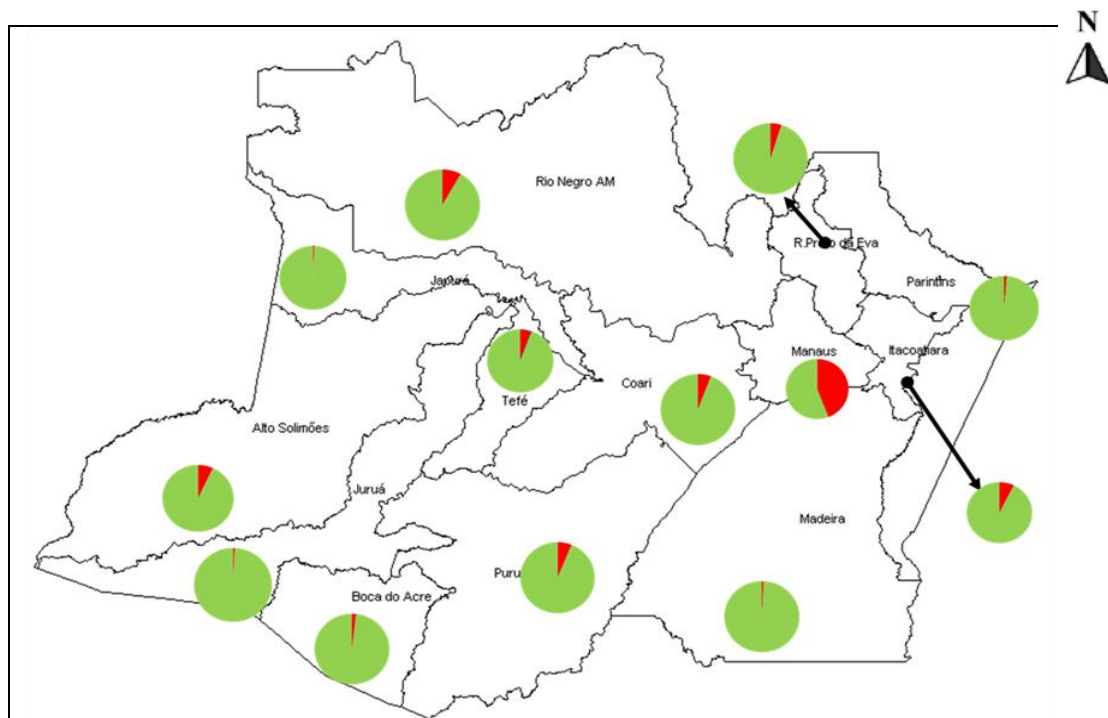 N
Rio Negro AM
R.Preto da Eva
Japurá
Parintins
Manaus
Itacoatiara
Coari
Tefé
Alto Solimões
Juruá
Madeira
Puru
Boca do Acre